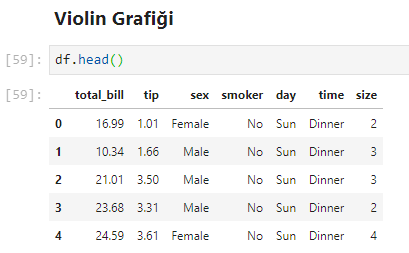 Violin Grafiği
[59]: df.head()
[59]: total_bill tip sex smoker day time size
0 16.99 1.01 Female No Sun Dinner 2
1 10.34 1.66 Male No Sun Dinner 3
2 21.01 3.50 Male No Sun Dinner 3
3 23.68 3.31 Male No Sun Dinner 2
4 24.59 3.61 Female No Sun Dinner 4